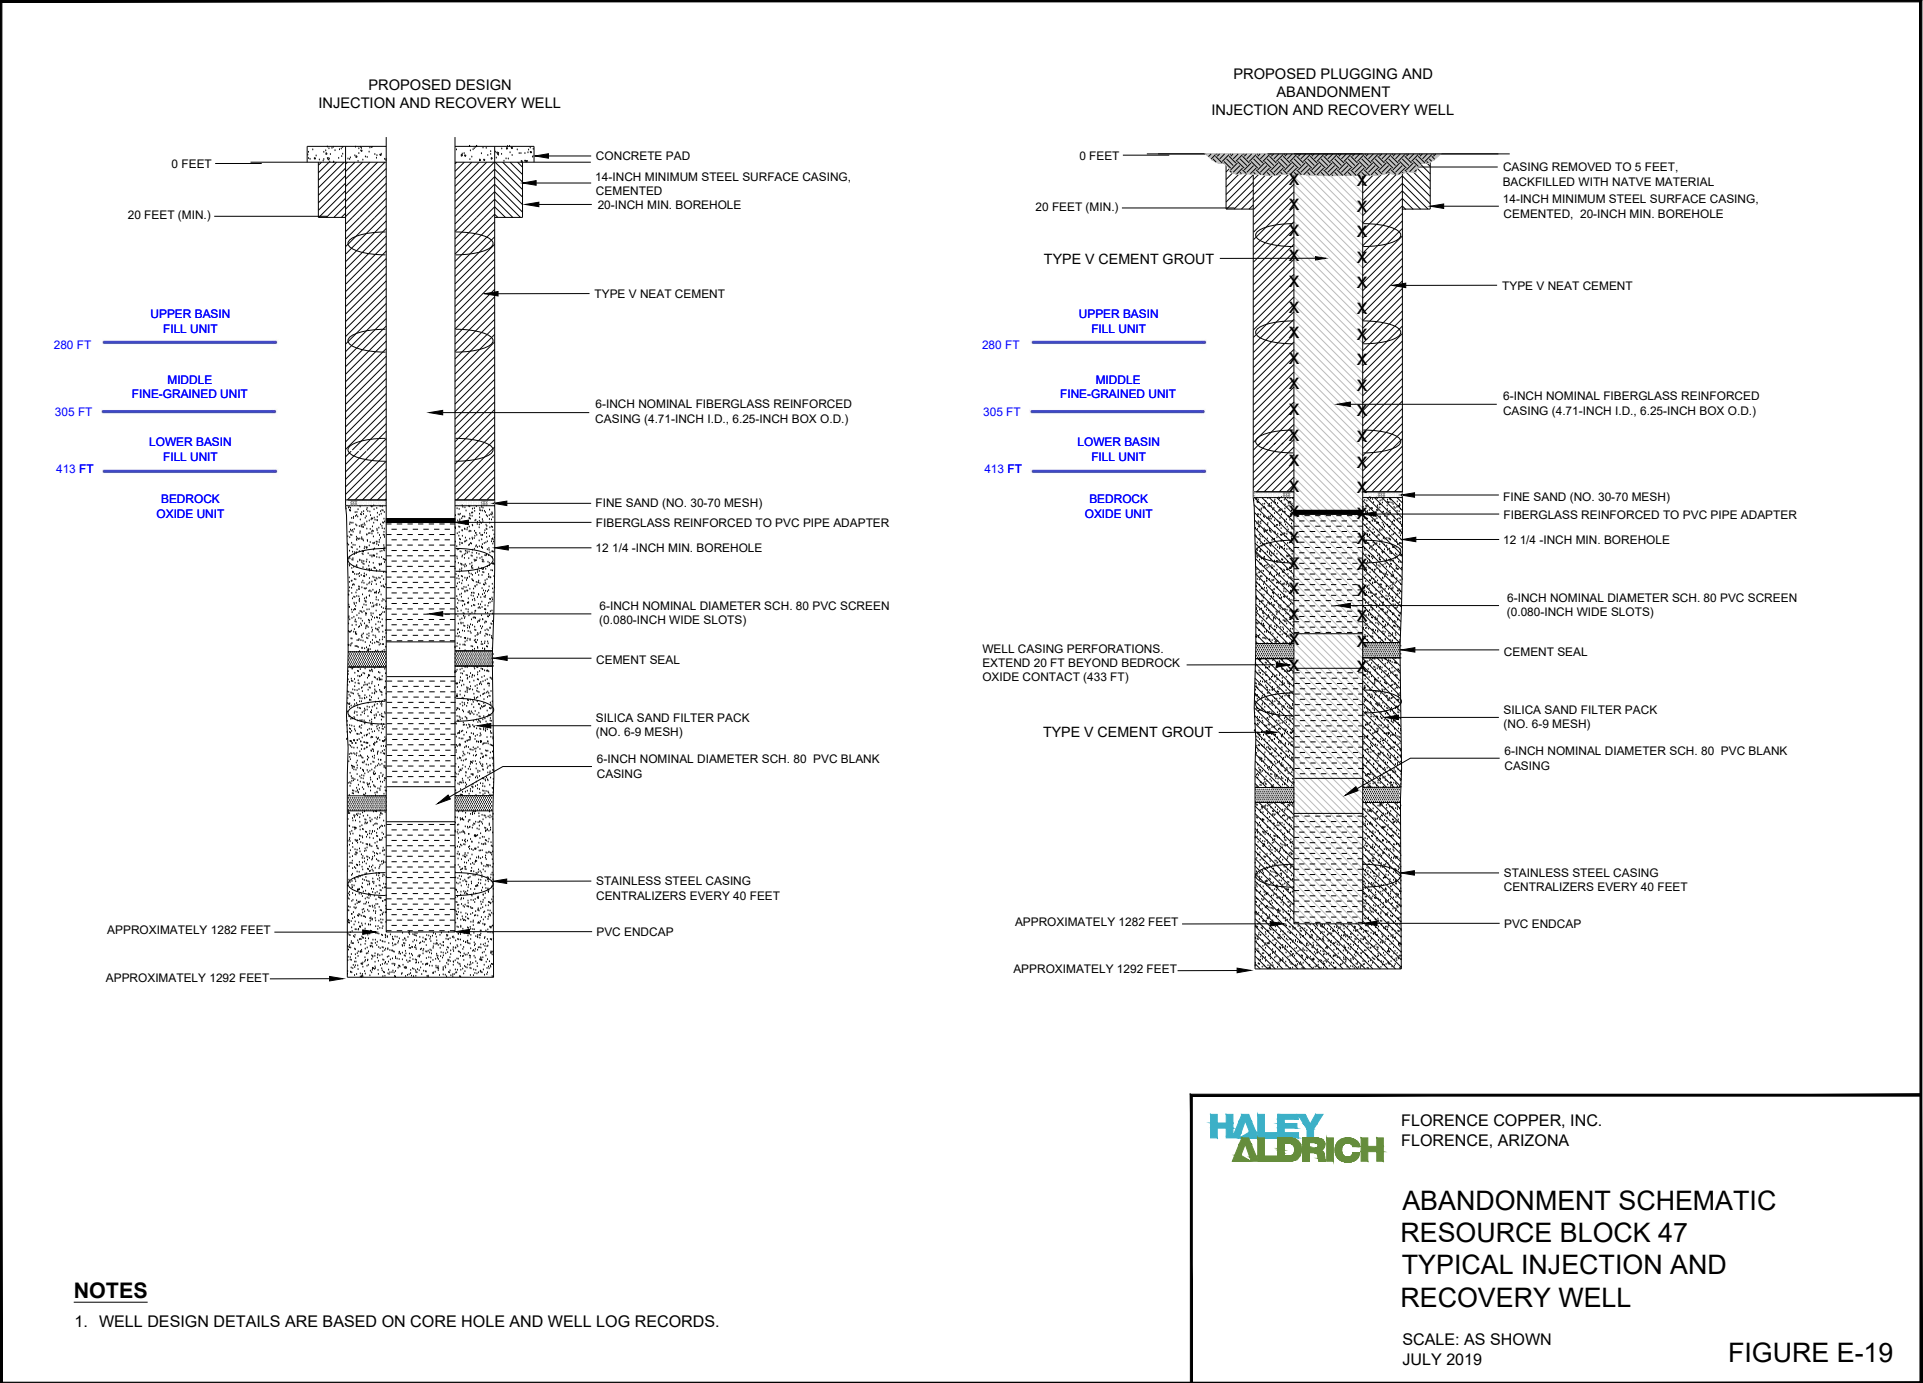 PROPOSED DESIGN
INJECTION AND RECOVERY WELL
0 FEET
20 FEET (MIN.)
CONCRETE PAD
14-INCH MINIMUM STEEL SURFACE CASING,
CEMENTED
20-INCH MIN. BOREHOLE
TYPE V NEAT CEMENT
UPPER BASIN
FILL UNIT
280 FT
MIDDLE
FINE-GRAINED UNIT
305 FT
LOWER BASIN
FILL UNIT
413 FT
BEDROCK
OXIDE UNIT
6-INCH NOMINAL FIBERGLASS REINFORCED
CASING (4.71-INCH I.D., 6.25-INCH BOX O.D.)
FINE SAND (NO. 30-70 MESH)
FIBERGLASS REINFORCED TO PVC PIPE ADAPTER
12 1/4 -INCH MIN. BOREHOLE
6-INCH NOMINAL DIAMETER SCH. 80 PVC SCREEN
(0.080-INCH WIDE SLOTS)
CEMENT SEAL
SILICA SAND FILTER PACK
(NO. 6-9 MESH)
6-INCH NOMINAL DIAMETER SCH. 80 PVC BLANK
CASING
STAINLESS STEEL CASING
CENTRALIZERS EVERY 40 FEET
APPROXIMATELY 1282 FEET
PVC ENDCAP
APPROXIMATELY 1292 FEET
PROPOSED PLUGGING AND
ABANDONMENT
INJECTION AND RECOVERY WELL
0 FEET
20 FEET (MIN.)
CASING REMOVED TO 5 FEET,
BACKFILLED WITH NATVE MATERIAL
14-INCH MINIMUM STEEL SURFACE CASING,
CEMENTED, 20-INCH MIN. BOREHOLE
TYPE V CEMENT GROUT
TYPE V NEAT CEMENT
UPPER BASIN
FILL UNIT
280 FT
MIDDLE
FINE-GRAINED UNIT
305 FT
LOWER BASIN
FILL UNIT
413 FT
BEDROCK
OXIDE UNIT
6-INCH NOMINAL FIBERGLASS REINFORCED
CASING (4.71-INCH I.D., 6.25-INCH BOX O.D.)
FINE SAND (NO. 30-70 MESH)
FIBERGLASS REINFORCED TO PVC PIPE ADAPTER
12 1/4 -INCH MIN. BOREHOLE
6-INCH NOMINAL DIAMETER SCH. 80 PVC SCREEN
(0.080-INCH WIDE SLOTS)
WELL CASING PERFORATIONS.
EXTEND 20 FT BEYOND BEDROCK
OXIDE CONTACT (433 FT)
CEMENT SEAL
TYPE V CEMENT GROUT
SILICA SAND FILTER PACK
(NO. 6-9 MESH)
6-INCH NOMINAL DIAMETER SCH. 80 PVC BLANK
CASING
STAINLESS STEEL CASING
CENTRALIZERS EVERY 40 FEET
APPROXIMATELY 1282 FEET
PVC ENDCAP
APPROXIMATELY 1292 FEET
NOTES
1. WELL DESIGN DETAILS ARE BASED ON CORE HOLE AND WELL LOG RECORDS.
HALEY
ALDRICH
FLORENCE COPPER, INC.
FLORENCE, ARIZONA
ABANDONMENT SCHEMATIC
RESOURCE BLOCK 47
TYPICAL INJECTION AND
RECOVERY WELL
SCALE: AS SHOWN
JULY 2019
FIGURE E-19